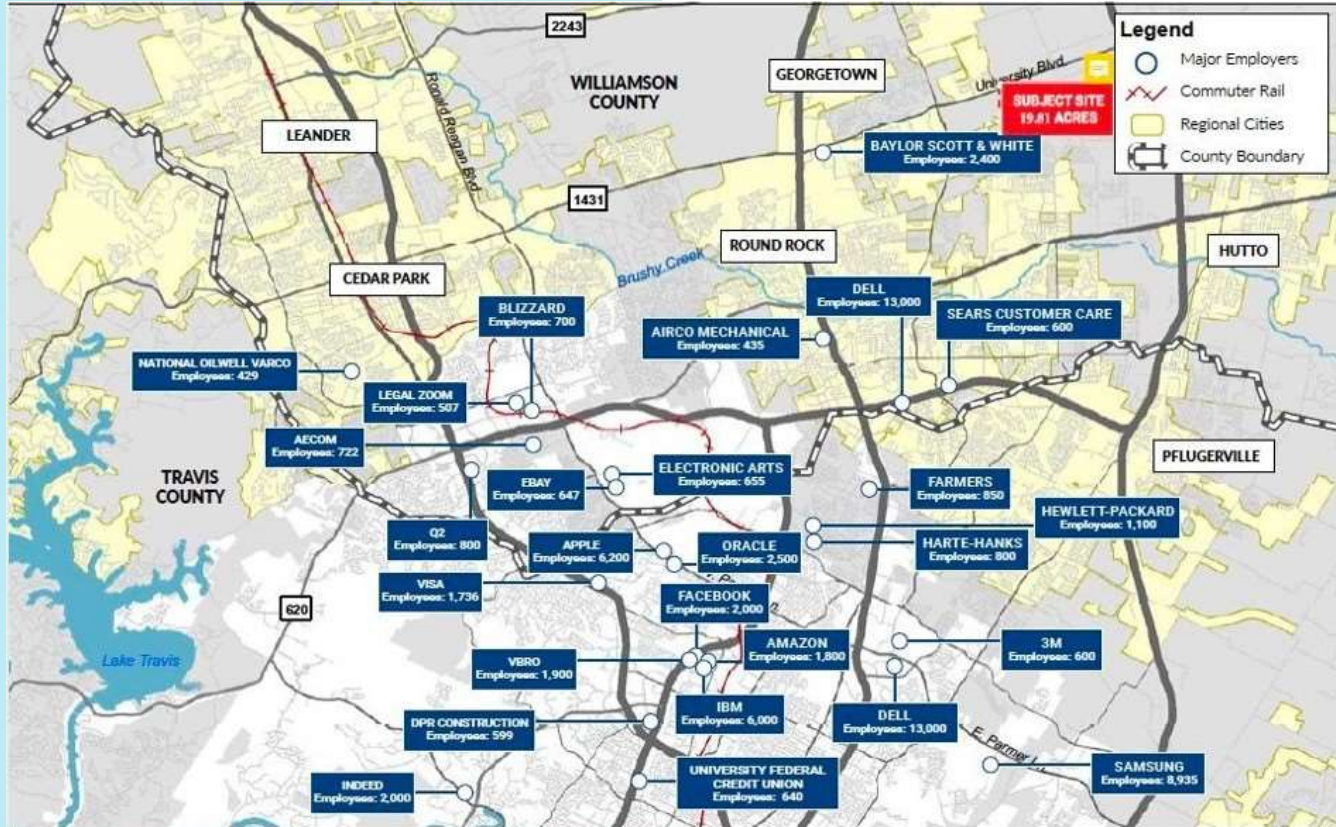 2243
WILLIAMSON
COUNTY
GEORGETOWN
University Blvd.
SUBJECT SITE
19.81 ACRES
Legend
Major Employers
Commuter Rail
Regional Cities
County Boundary
LEANDER
Ronald Reagan Blvd
BAYLOR SCOTT & WHITE
Employees: 2,400
1431
ROUND ROCK
HUTTO
Brushy Creek
CEDAR PARK
BLIZZARD
Employees: 700
DELL
Employees: 13,000
SEARS CUSTOMER CARE
Employees: 600
AIRCO MECHANICAL
Employees: 435
NATIONAL OILWELL VARCO
Employees: 429
LEGAL ZOOM
Employees: 507
AECOM
Employees: 722
TRAVIS
COUNTY
PFLUGERVILLE
ELECTRONIC ARTS
Employees: 655
EBAY
Employees: 647
FARMERS
Employees: 850
HEWLETT-PACKARD
Employees: 1,100
Q2
Employees: 800
APPLE
Employees: 6,200
ORACLE
Employees: 2,500
HARTE-HANKS
Employees: 800
VISA
Employees: 1,736
FACEBOOK
Employees: 2,000
620
Lake Travis
AMAZON
Employees: 1,800
3M
Employees: 600
VBRO
Employees: 1,900
IBM
Employees: 6,000
DPR CONSTRUCTION
Employees: 599
DELL
Employees: 13,000
E. Parmer Ln
UNIVERSITY FEDERAL
CREDIT UNION
Employees: 640
SAMSUNG
Employees: 8,935
INDEED
Employees: 2,000